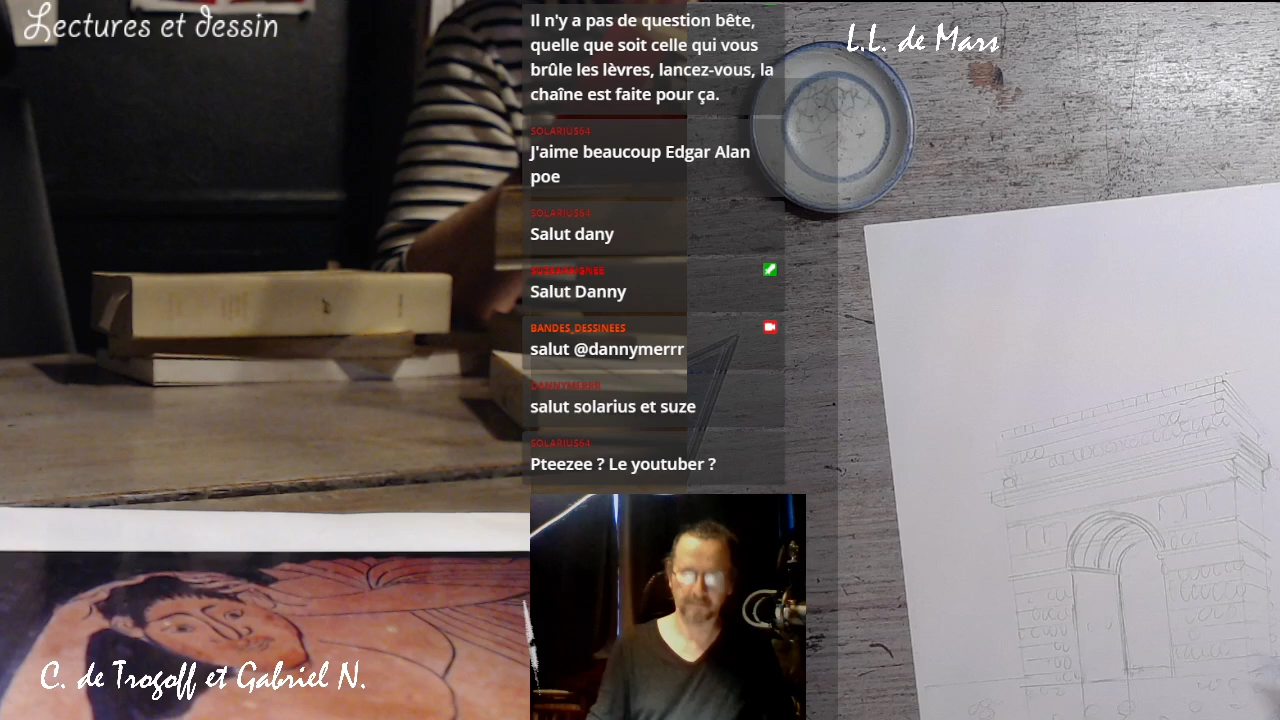 Lectures et dessin
L.L. de Mars
Il n'y a pas de question bête,
quelle que soit celle qui vous
brûle les lèvres, lancez-vous, la
chaîne est faite pour ça.
SOLARIUS64
J'aime beaucoup Edgar Alan
poe
SOLARIUS64
Salut dany
Salut Danny
BANDES_DESSINEES
salut @dannymerrr
DANNYMERRR
salut solarius et suze
SOLARIUS64
Pteezee ? Le youtuber ?
C. de Trogoff et Gabriel N.